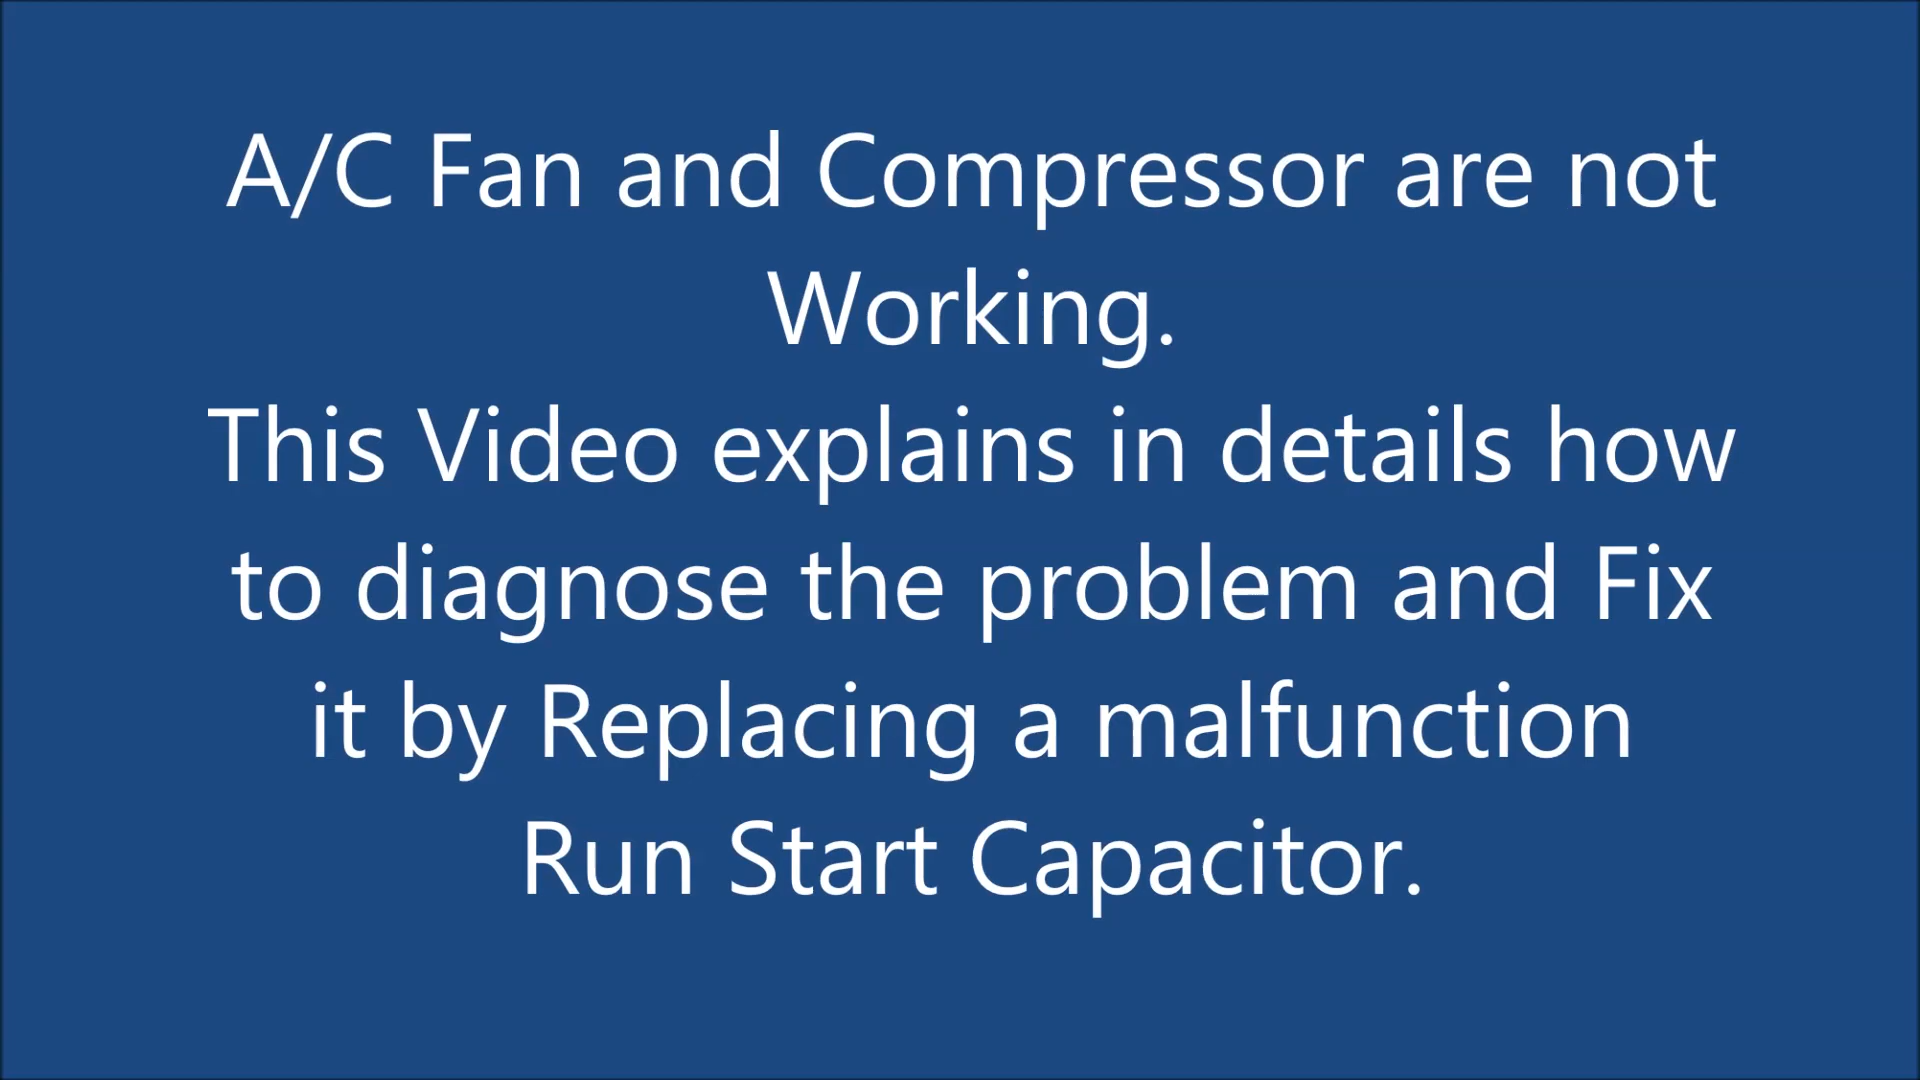 A/C Fan and Compressor are not
Working.
This Video explains in details how
to diagnose the problem and Fix
it by Replacing a malfunction
Run Start Capacitor.